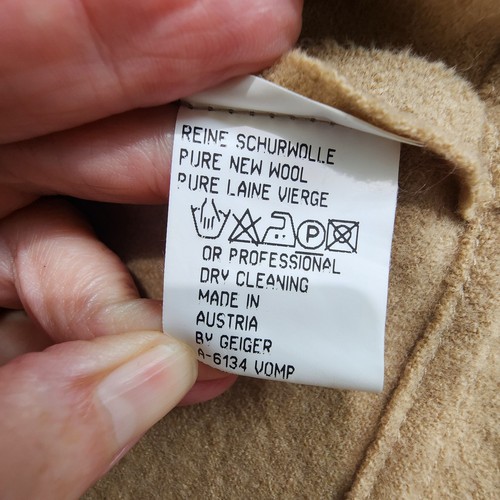 REINE SCHURWOLLE
PURE NEW WOOL
PURE LAINE VIERGE
P
OR PROFESSIONAL
DRY CLEANING
MADE IN
AUSTRIA
BY GEIGER
A-6134 VOMP